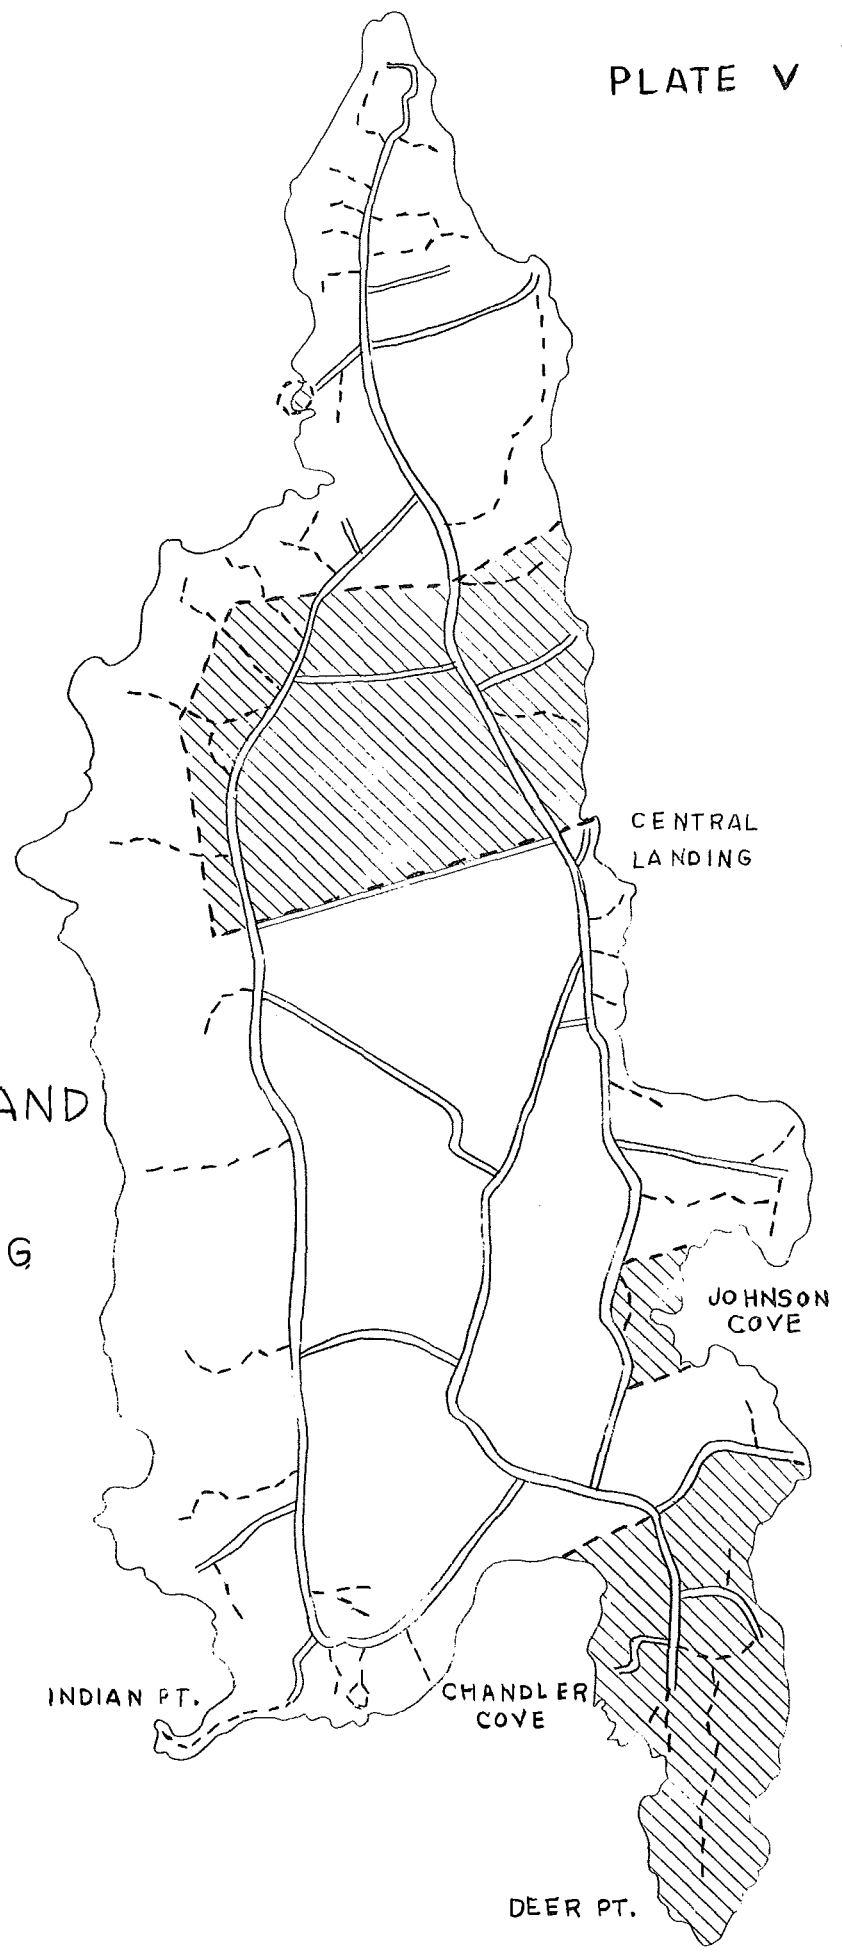 PLATE V
CENTRAL
LANDING
AND
G
JOHNSON
COVE
INDIAN PT.
CHANDLER
COVE
DEER PT.